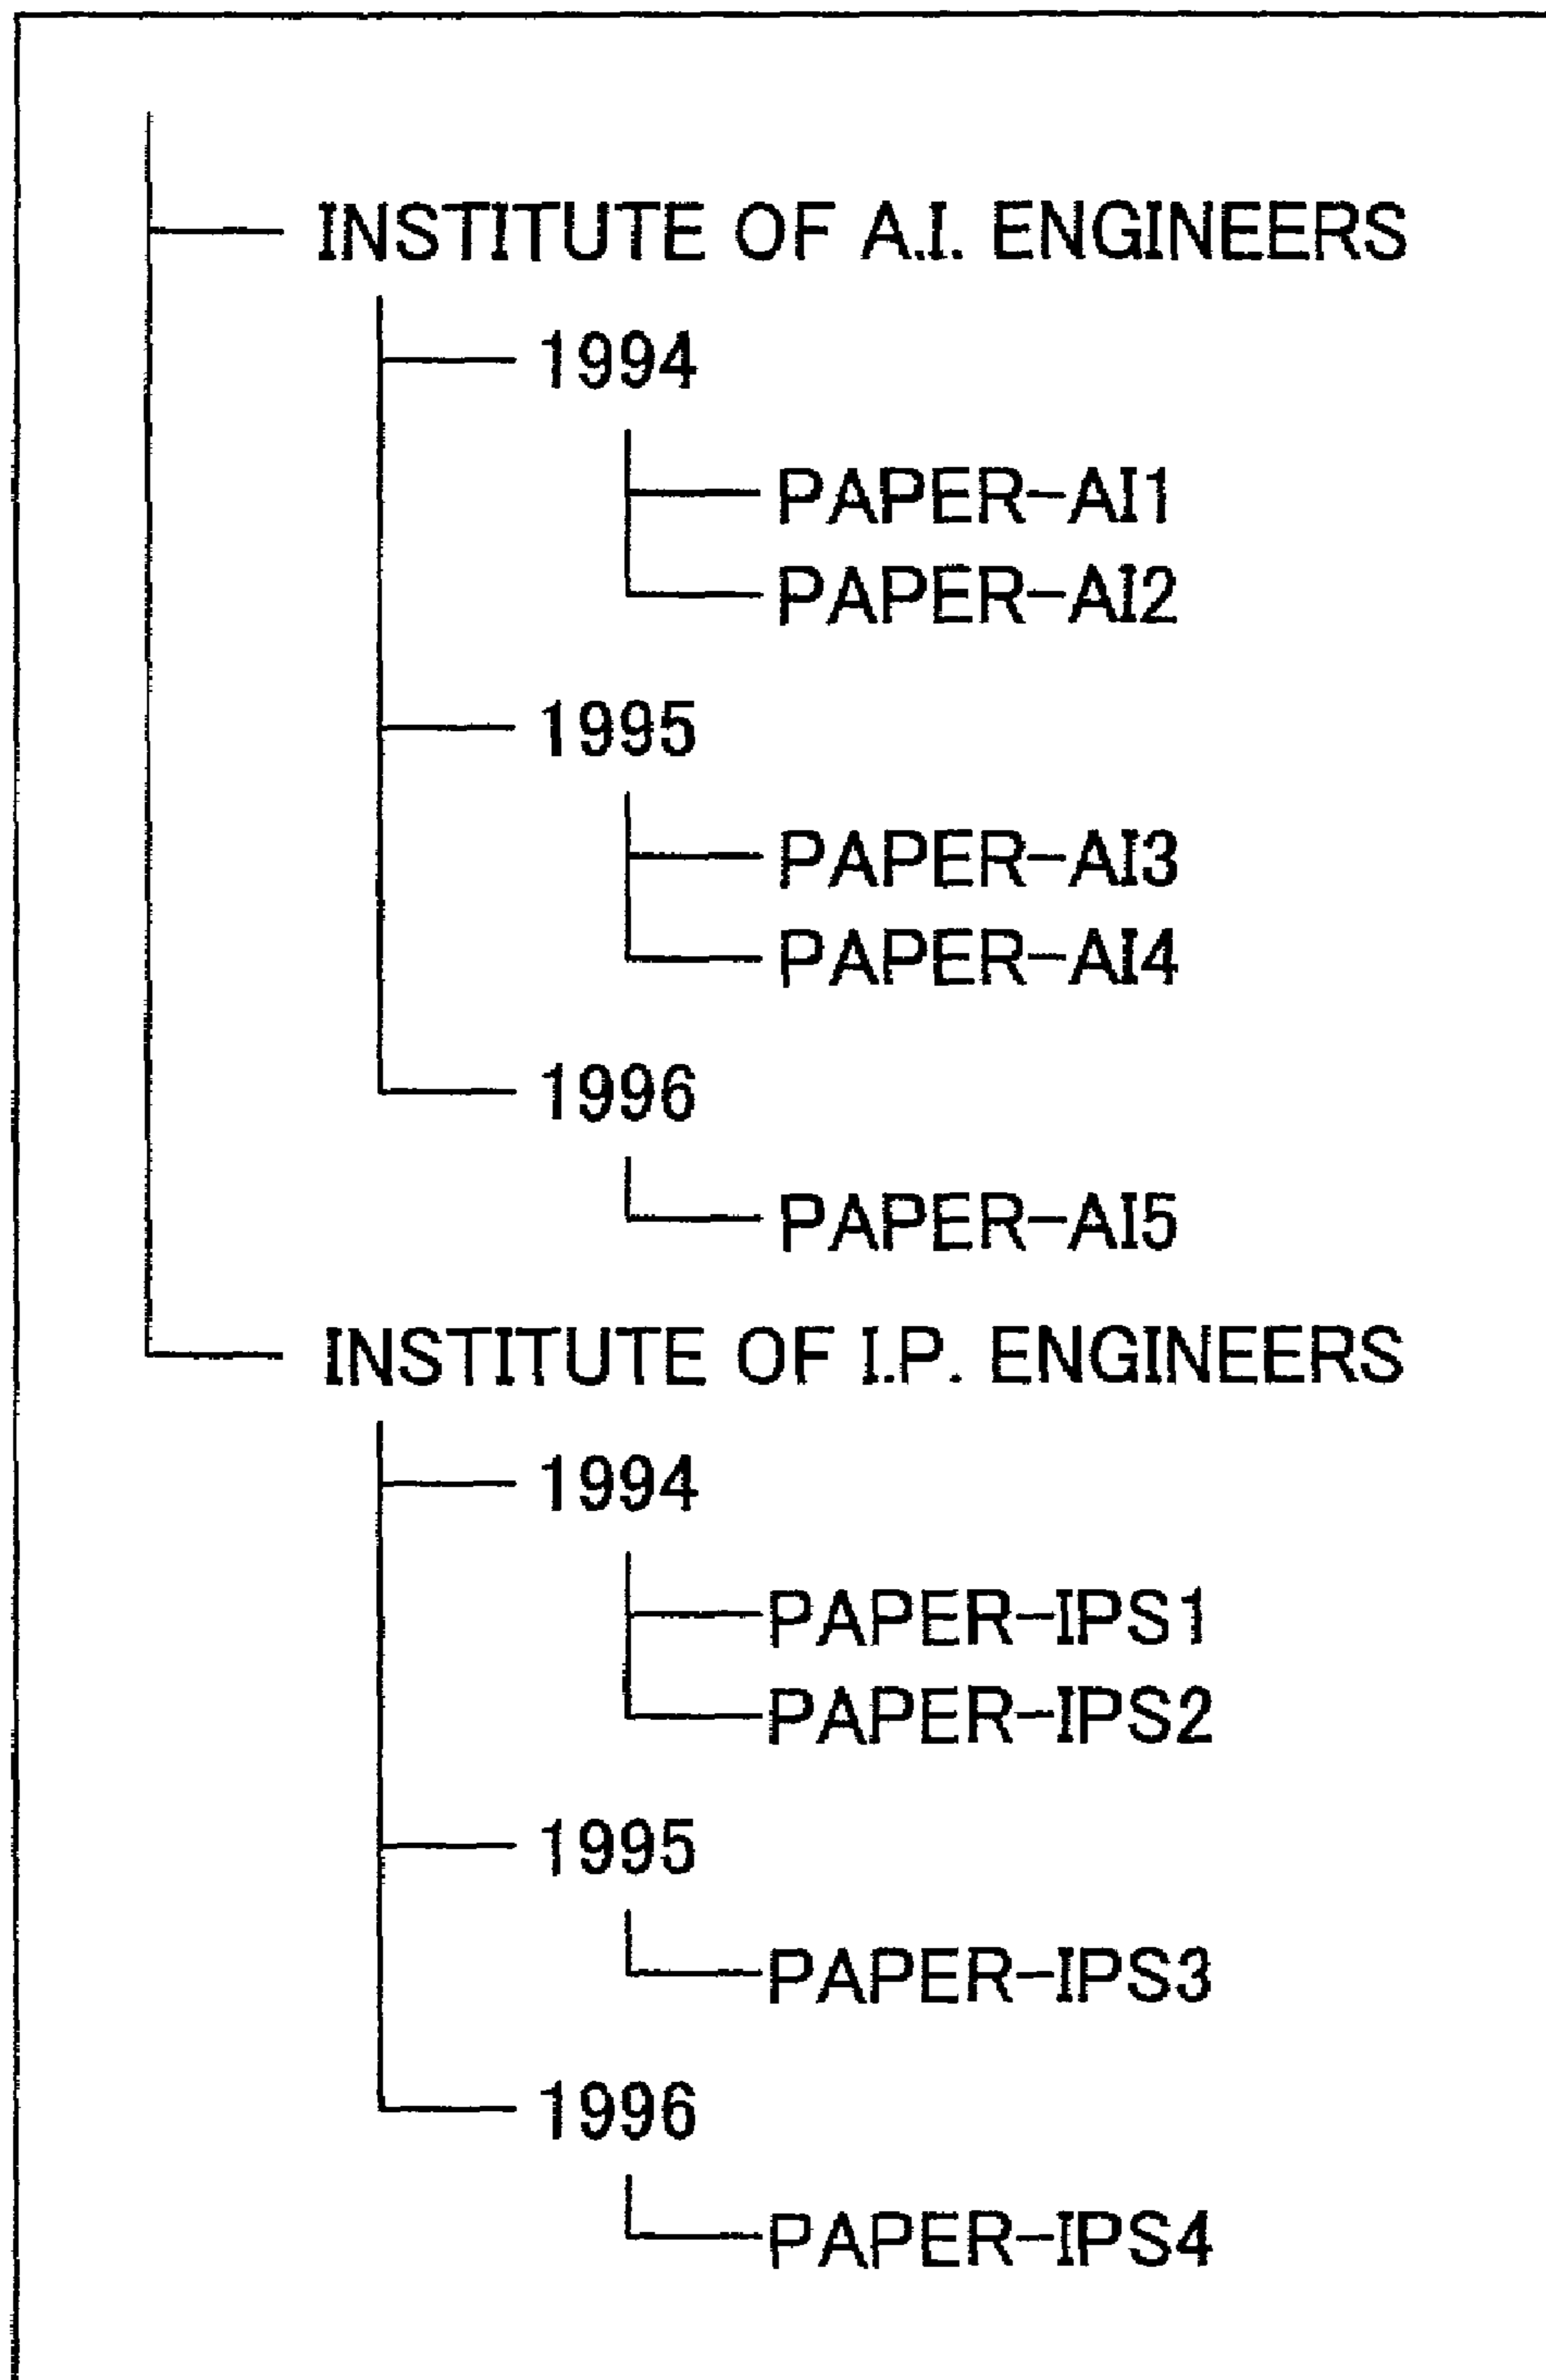 INSTITUTE OF A.I. ENGINEERS
1994
PAPER-AI1
PAPER-AI2
1995
PAPER-AI3
PAPER-AI4
1996
PAPER-AI5
INSTITUTE OF I.P. ENGINEERS
1994
PAPER-IPS1
PAPER-IPS2
1995
PAPER-IPS3
1996
PAPER-IPS4